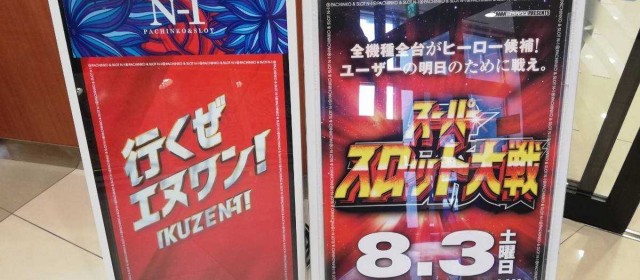 N-1
PACHINKO & SLOT
行くぜ
エヌワン!
IKUZE N-1!
全機種全台がヒーロー候補!
ユーザーの明日のために戦え。
スーパー
スロット大戦
8.3土曜日